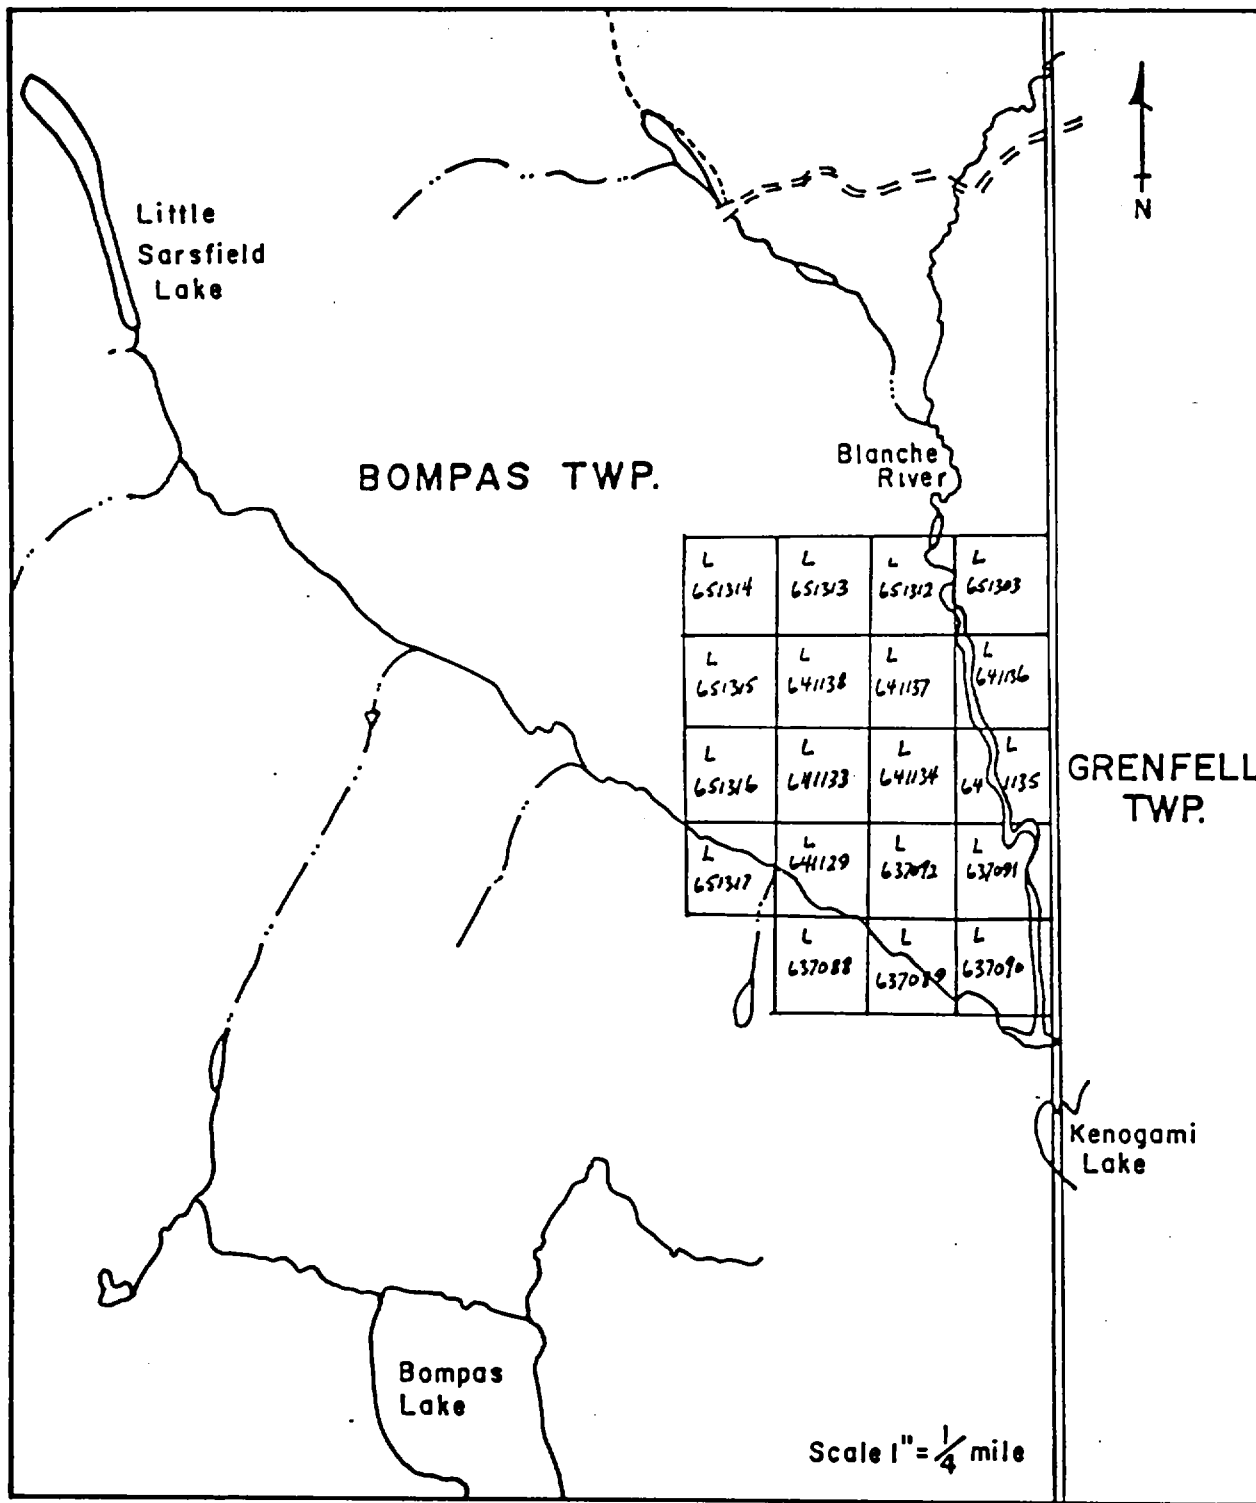 N
Little
Sarsfield
Lake
BOMPAS TWP.
Blanche
River
L
651314
L
651313
L
651312
L
651303
L
651315
L
641138
L
641137
L
641136
L
651316
L
641133
L
641134
L
641135
L
651317
L
641129
L
637092
L
637091
L
637088
L
637089
L
637090
GRENFELL
TWP.
Kenogami
Lake
Bompas
Lake
Scale 1"=1/4 mile